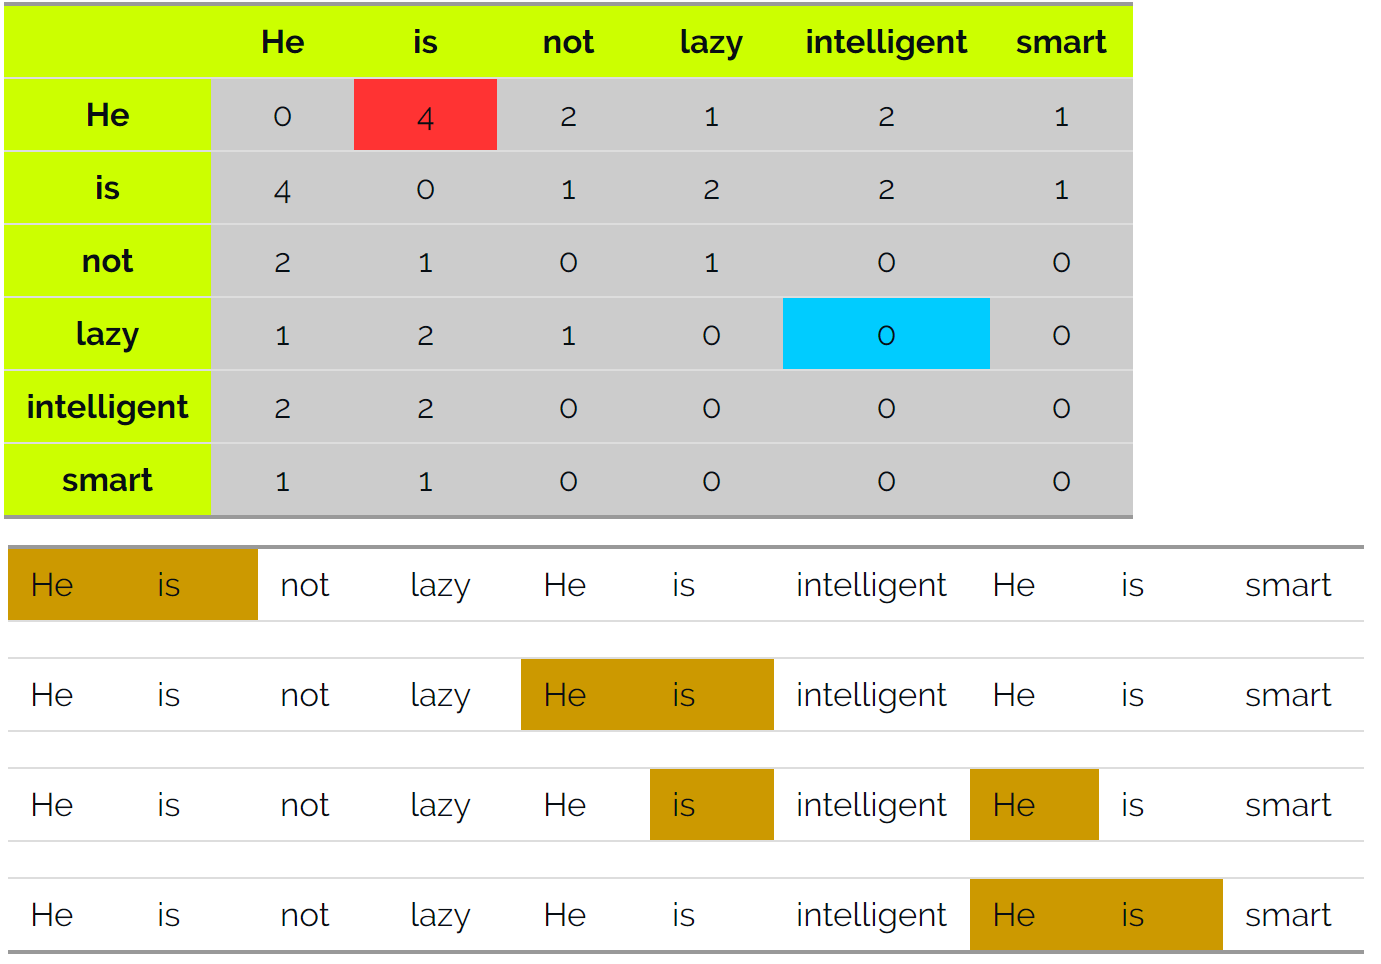 He is not lazy intelligent smart
He 0 4 2 1 2 1
is 4 0 1 2 2 1
not 2 1 0 1 0 0
lazy 1 2 1 0 0 0
intelligent 2 2 0 0 0 0
smart 1 1 0 0 0 0
He is not lazy He is intelligent He is smart
He is not lazy He is intelligent He is smart
He is not lazy He is intelligent He is smart
He is not lazy He is intelligent He is smart